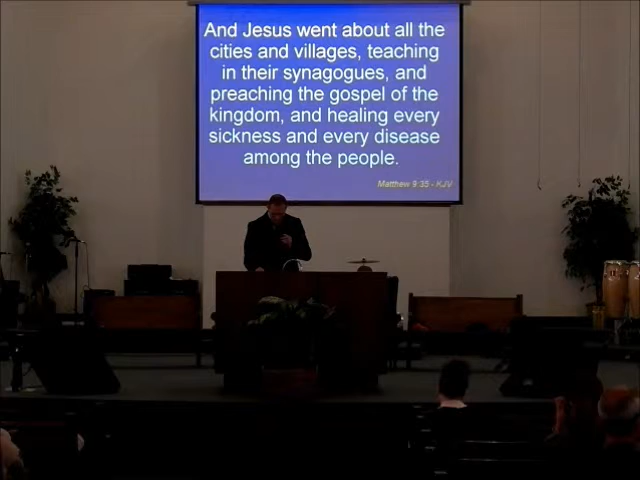 And Jesus went about all the
cities and villages, teaching
in their synagogues, and
preaching the gospel of the
kingdom, and healing every
sickness and every disease
among the people.
Matthew 9:35 - KJV